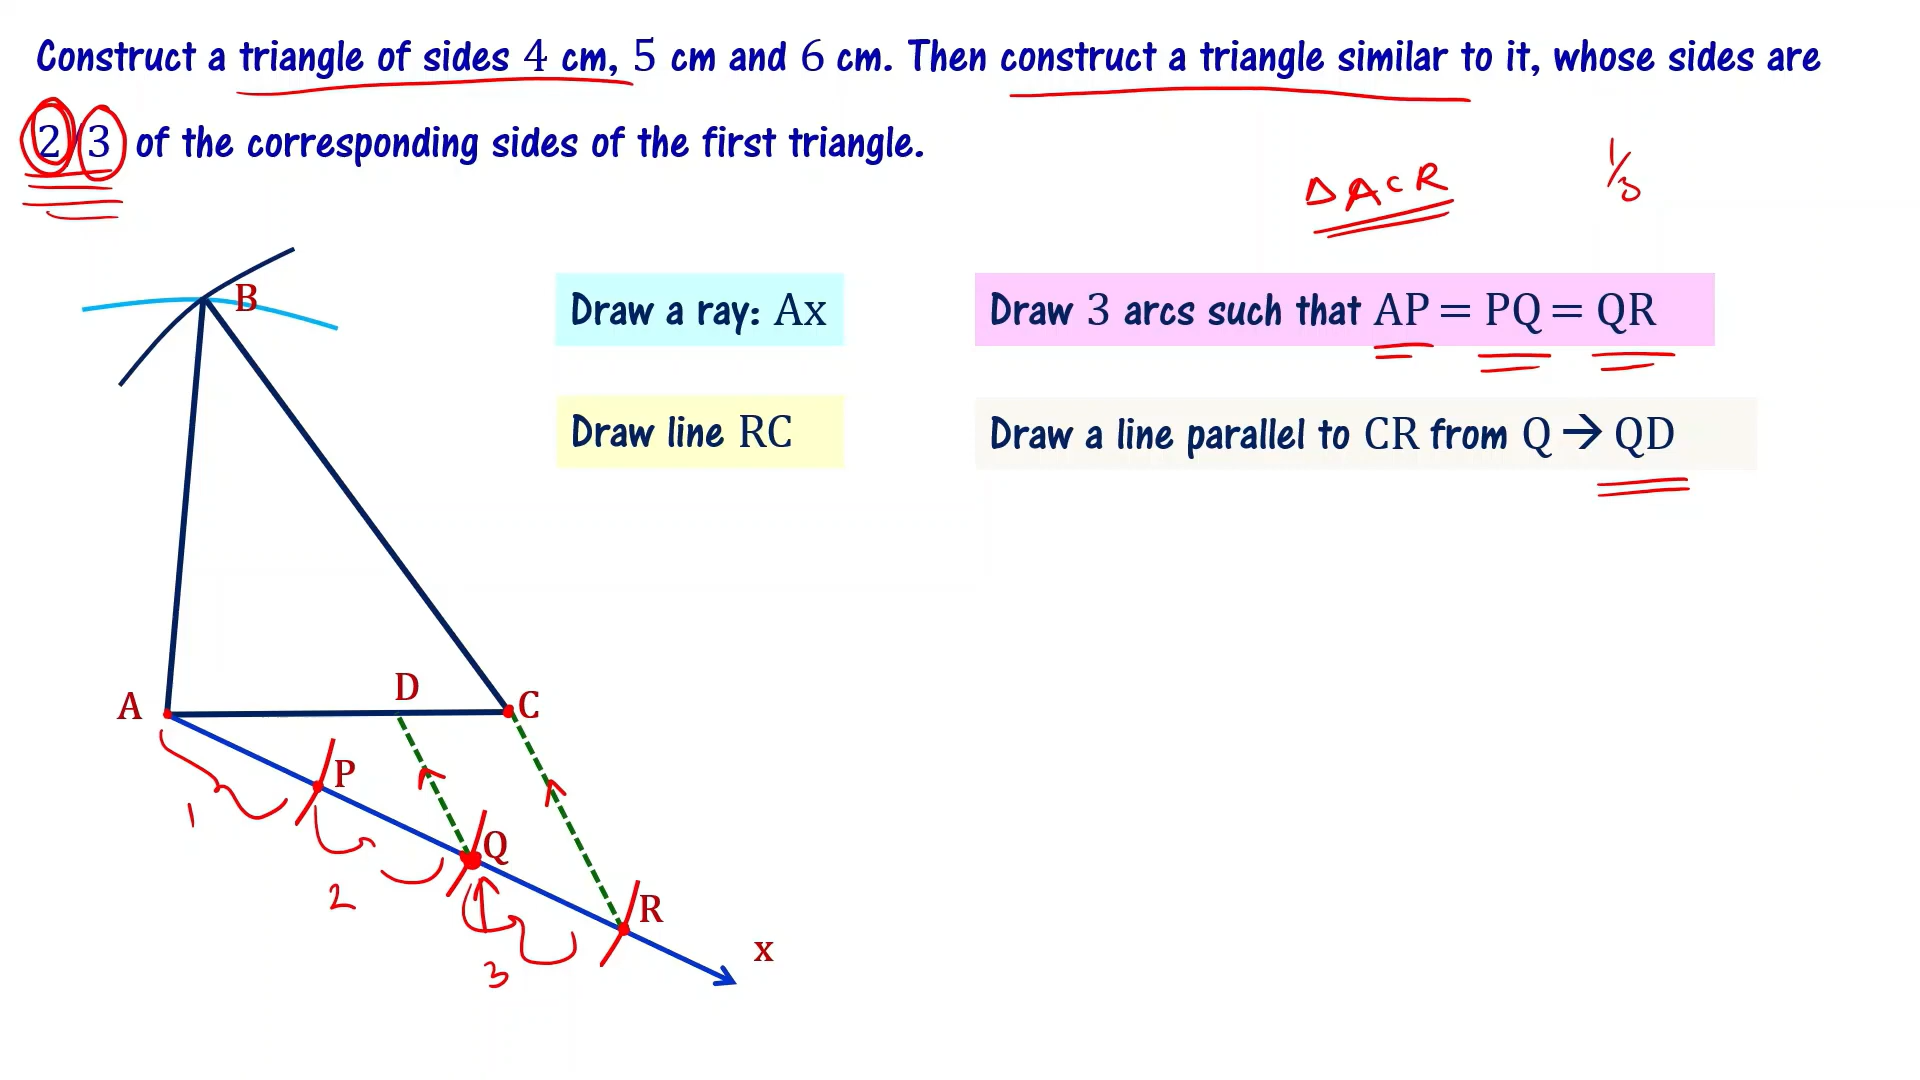 Construct a triangle of sides 4 cm, 5 cm and 6 cm. Then construct a triangle similar to it, whose sides are
2/3 of the corresponding sides of the first triangle.
Δ ACR
1/3
B
Draw a ray: Ax
Draw 3 arcs such that AP = PQ = QR
Draw line RC
Draw a line parallel to CR from Q → QD
A
D
C
P
1
Q
2
R
3
x